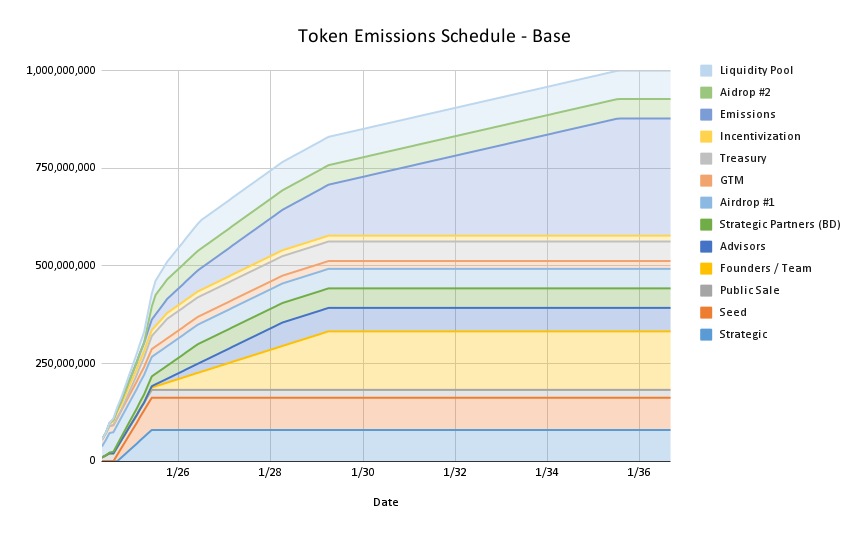 Token Emissions Schedule - Base
1,000,000,000
750,000,000
500,000,000
250,000,000
0
1/26
1/28
1/30
1/32
1/34
1/36
Date
Liquidity Pool
Aidrop #2
Emissions
Incentivization
Treasury
GTM
Airdrop #1
Strategic Partners (BD)
Advisors
Founders / Team
Public Sale
Seed
Strategic